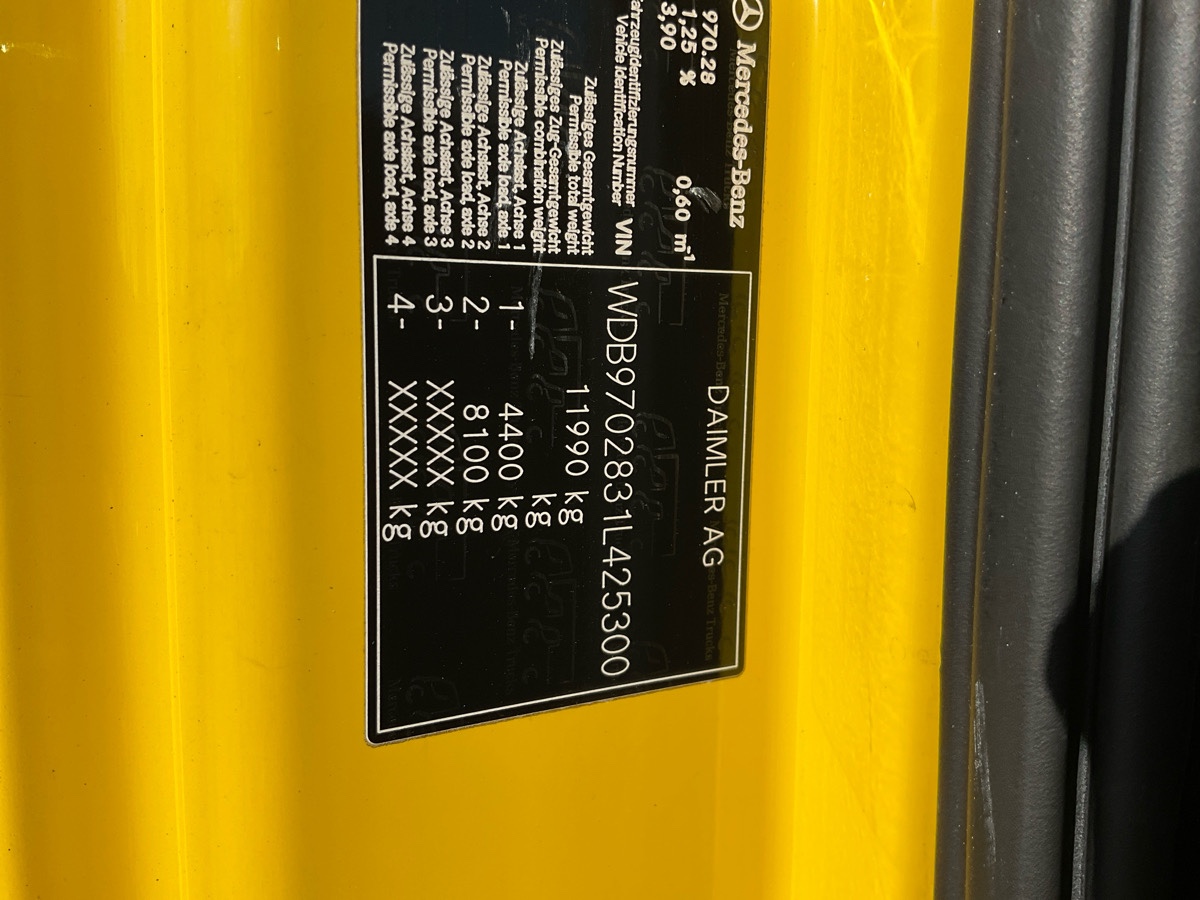 Mercedes-Benz
970.28
1,25 % 0,60 m-1
3,90
DAIMLER AG
Fahrzeugidentifizierungsnummer
Vehicle Identification Number VIN WDB9702831L425300
Zulässiges Gesamtgewicht
Permissible total weight 11990 kg
Zulässiges Zug-Gesamtgewicht
Permissible combination weight kg
Zulässige Achslast, Achse 1
Permissible axle load, axle 1 1- 4400 kg
Zulässige Achslast, Achse 2
Permissible axle load, axle 2 2- 8100 kg
Zulässige Achslast, Achse 3
Permissible axle load, axle 3 3- XXXXX kg
Zulässige Achslast, Achse 4
Permissible axle load, axle 4 4- XXXXX kg